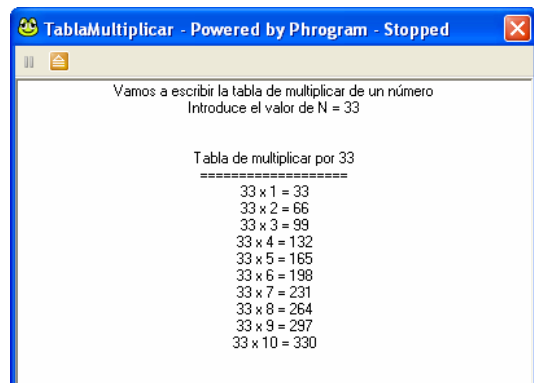 TablaMultiplicar - Powered by Phrogram - Stopped
Vamos a escribir la tabla de multiplicar de un número
Introduce el valor de N = 33
Tabla de multiplicar por 33
===================
33 x 1 = 33
33 x 2 = 66
33 x 3 = 99
33 x 4 = 132
33 x 5 = 165
33 x 6 = 198
33 x 7 = 231
33 x 8 = 264
33 x 9 = 297
33 x 10 = 330